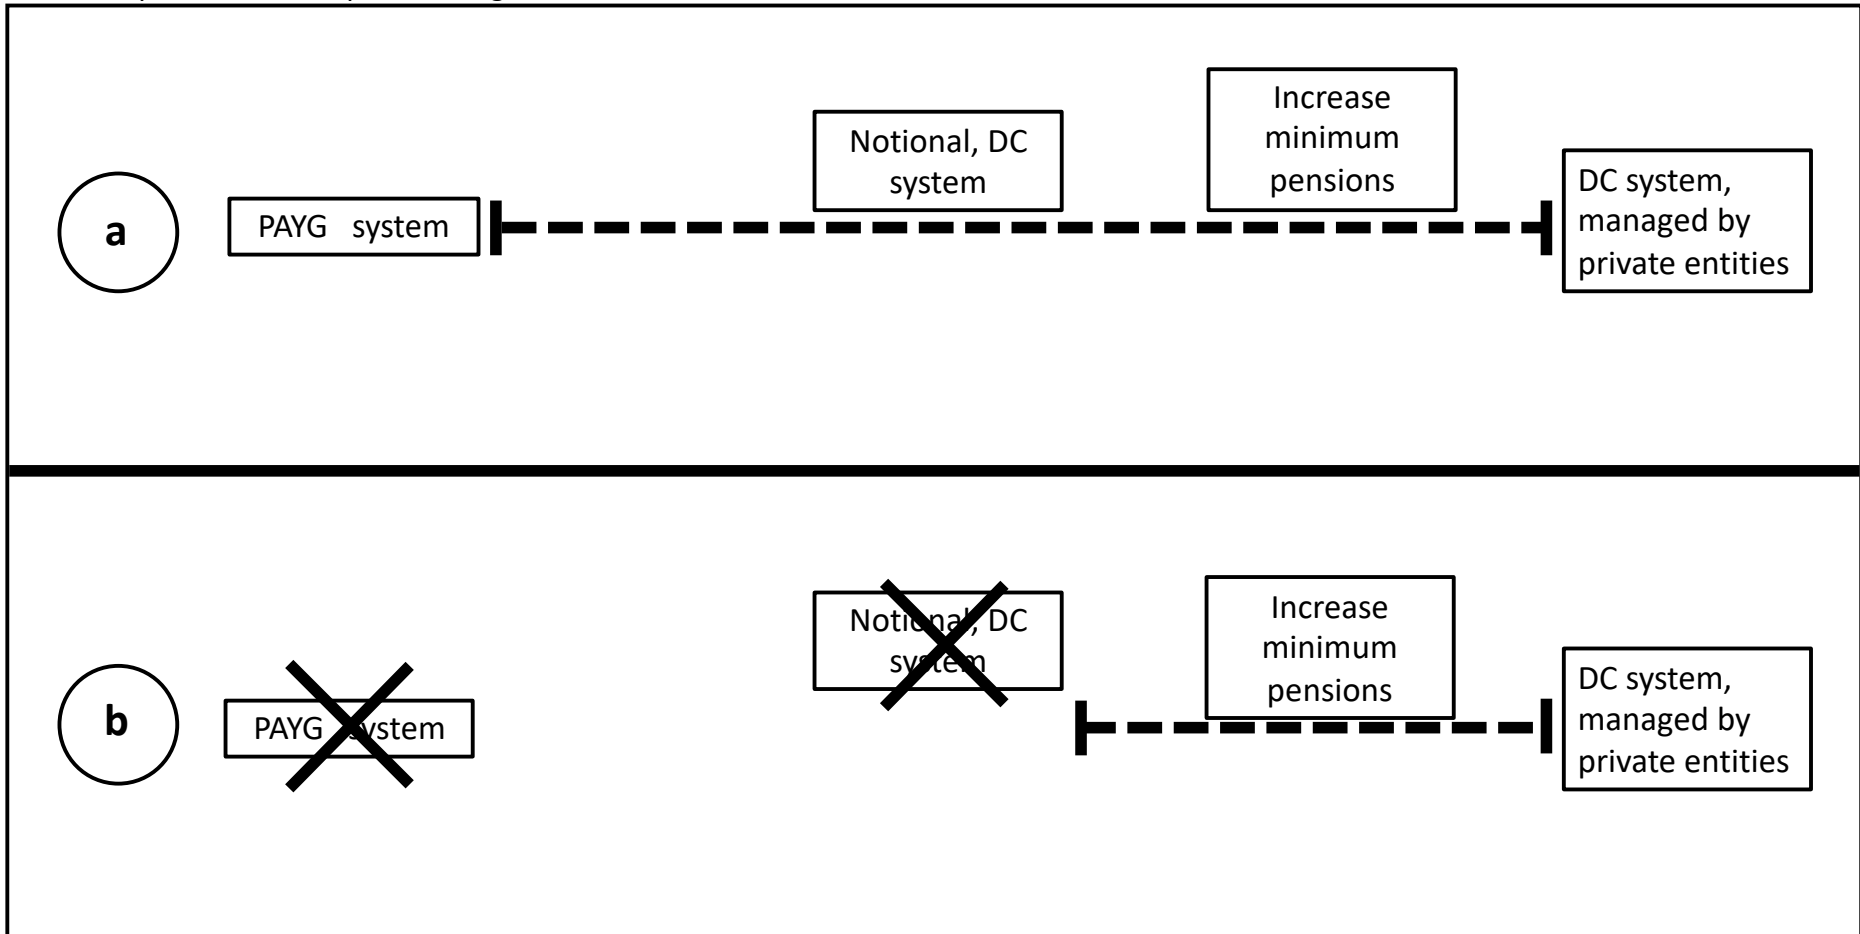 a
PAYG system
Notional, DC
system
Increase
minimum
pensions
DC system,
managed by
private entities
b
PAYG system
Notional, DC
system
Increase
minimum
pensions
DC system,
managed by
private entities